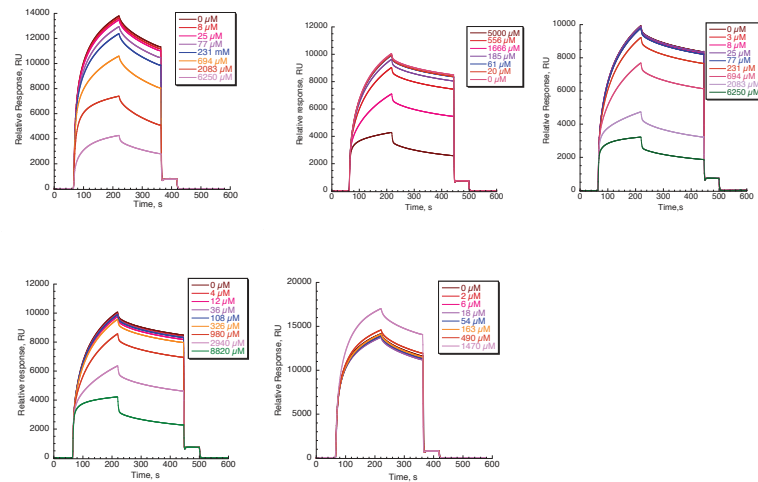 Relative Response, RU
14000
12000
10000
8000
6000
4000
2000
0
0 µM
8 µM
25 µM
77 µM
231 mM
694 µM
2083 µM
6250 µM
0 100 200 300 400 500 600
Time, s
Relative Response, RU
12000
10000
8000
6000
4000
2000
0
5000 µM
556 µM
1666 µM
185 µM
61 µM
20 µM
0 µM
0 100 200 300 400 500 600
Time, s
Relative Response, RU
10000
8000
6000
4000
2000
0
0 µM
3 µM
8 µM
25 µM
77 µM
231 µM
694 µM
2083 µM
6250 µM
0 100 200 300 400 500 600
Time,s
Relative response, RU
12000
10000
8000
6000
4000
2000
0
0 µM
4 µM
12 µM
36 µM
108 µM
326 µM
980 µM
2940 µM
8820 µM
0 100 200 300 400 500 600
Time, s
Relative Response, RU
20000
15000
10000
5000
0
0 µM
2 µM
6 µM
18 µM
54 µM
163 µM
490 µM
1470 µM
0 100 200 300 400 500 600
Time, s